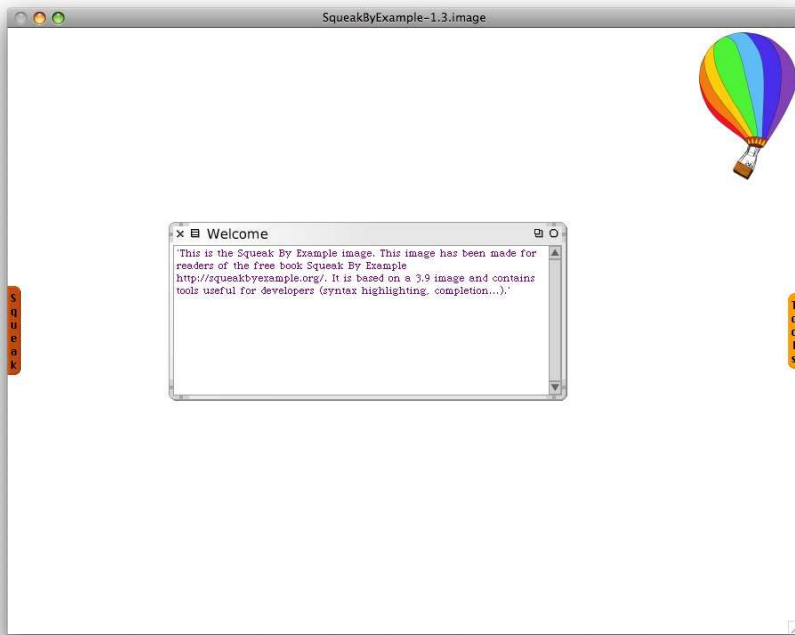 SqueakByExample-1.3.image
Welcome
'This is the Squeak By Example image. This image has been made for
readers of the free book Squeak By Example
http://squeakbyexample.org/. It is based on a 3.9 image and contains
tools useful for developers (syntax highlighting, completion...).'
Squeak
Tools